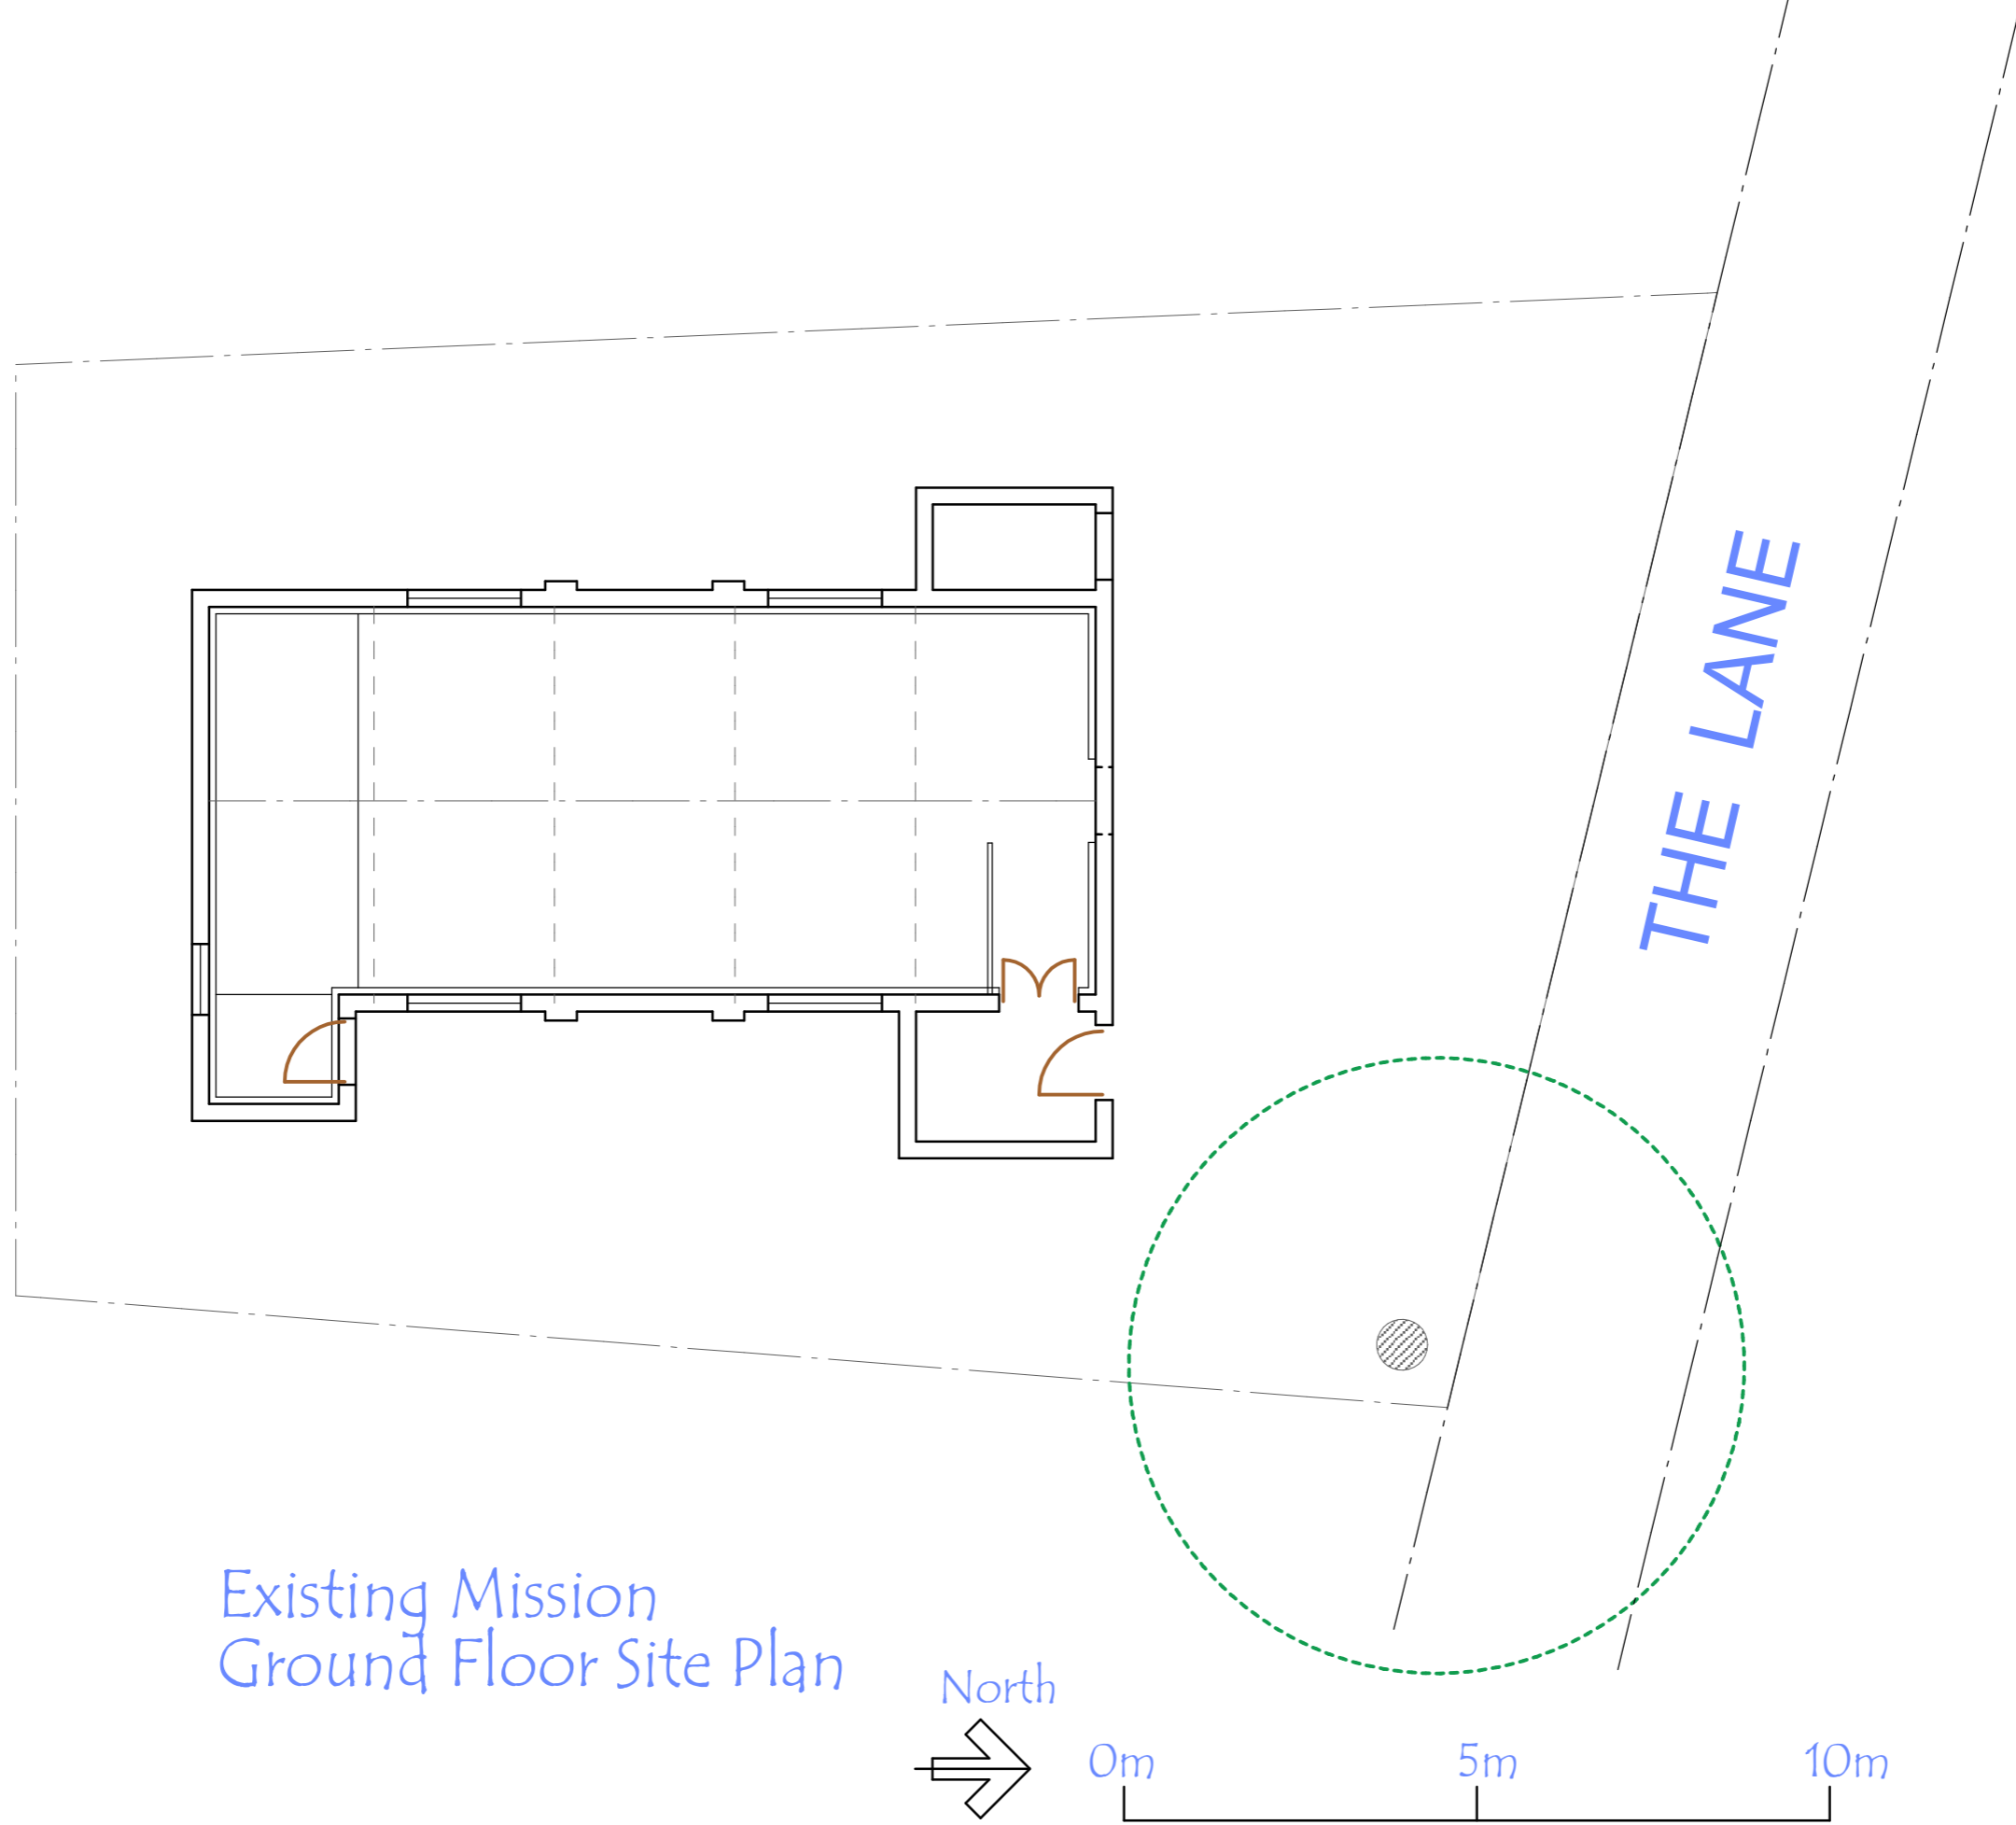 THE LANE
Existing Mission
Ground Floor Site Plan
North
0m 5m 10m